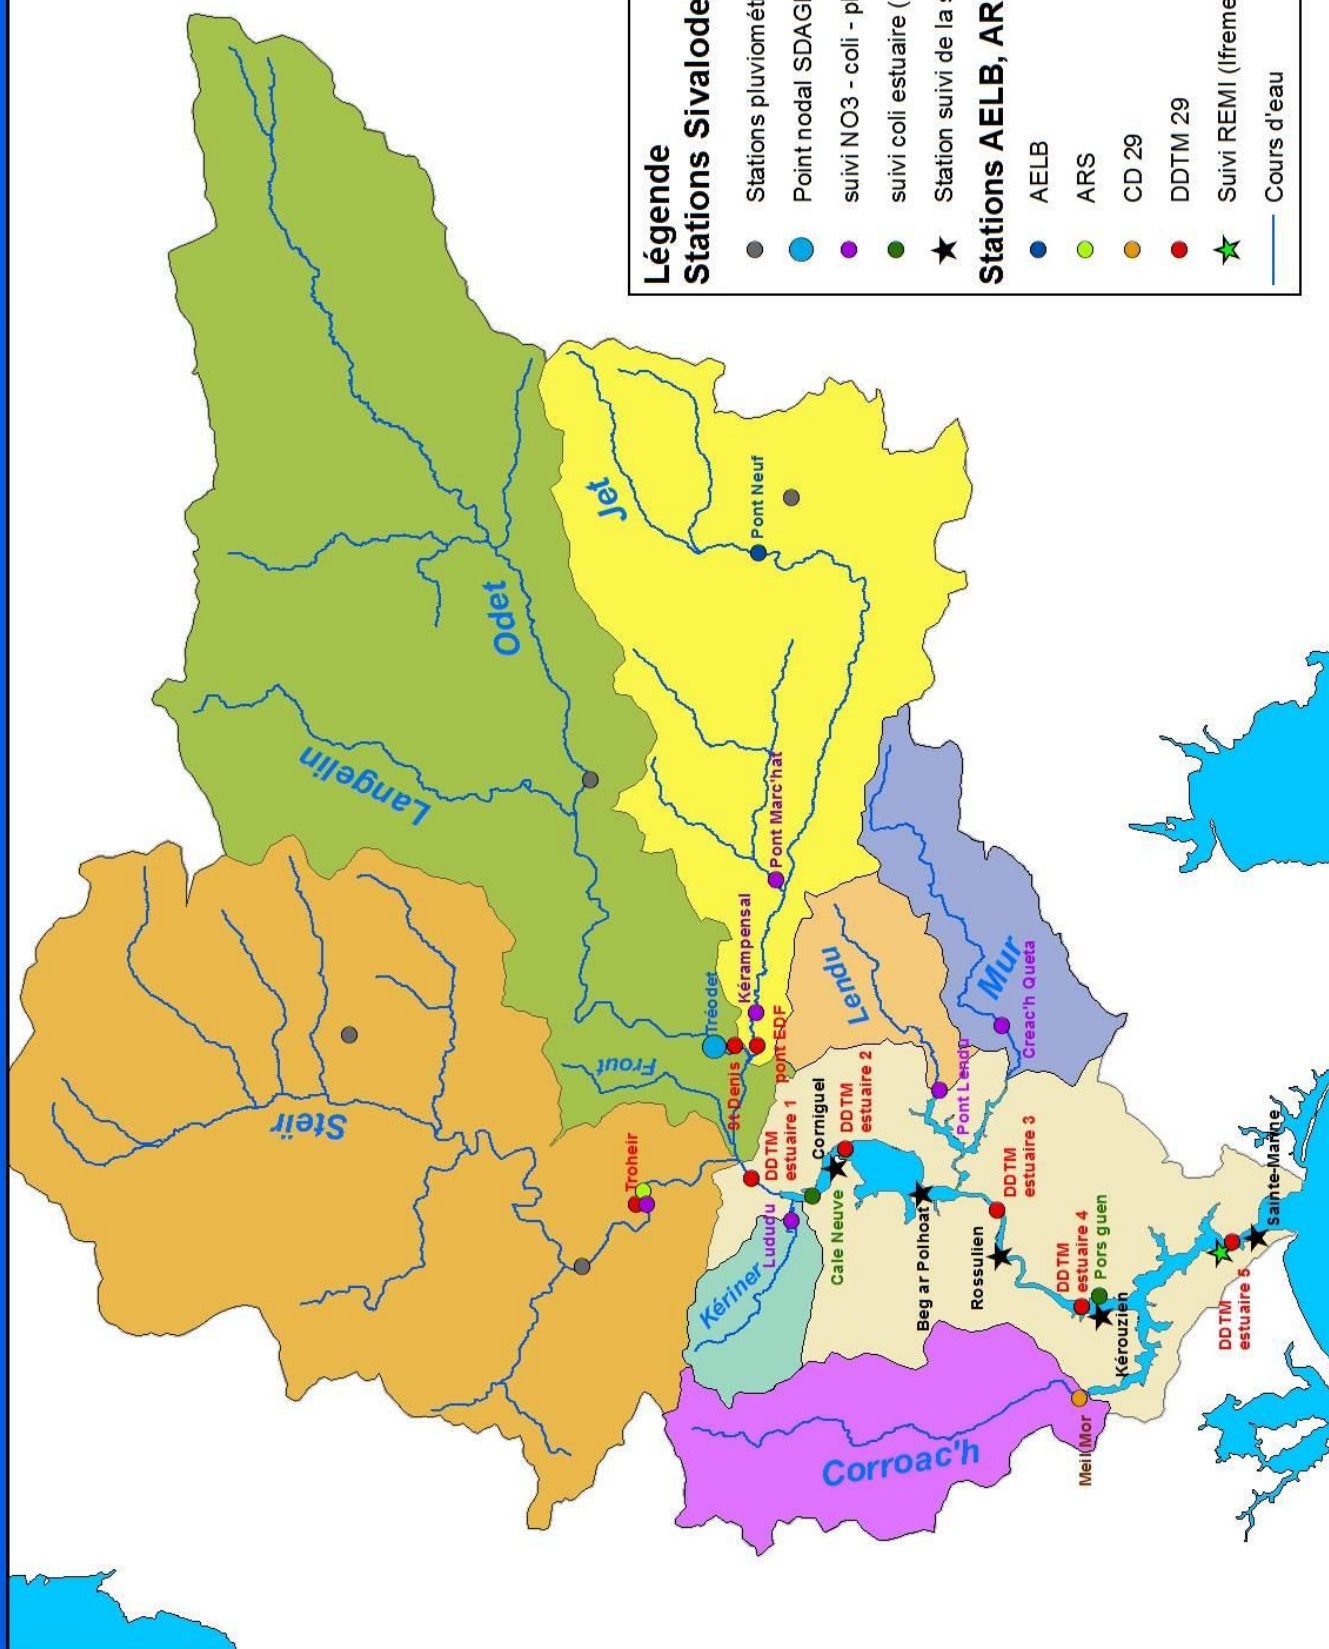 Steïr
Langelin
Odet
Jet
Frout
Lendu
Mur
Kériner
Corroac'h
Troheir
Tréodet
St Denis
Kérampensal
pont EDF
Pont Marc'hat
Pont Neuf
Lududu
DDTM
estuaire 1
Cale Neuve
Corniguel
DDTM
estuaire 2
Pont Lendu
Creac'h Queta
Beg ar Polhoat
Rossulien
DDTM
estuaire 3
DDTM
estuaire 4
Pors guen
Kérouzien
Meil Mor
DDTM
estuaire 5
Sainte-Marine
Légende
Stations Sivalode
Stations pluviomét
Point nodal SDAG
suivi NO3 - coli - p
suivi coli estuaire (
Station suivi de la
Stations AELB, AR
AELB
ARS
CD 29
DDTM 29
Suivi REMI (Ifreme
Cours d'eau